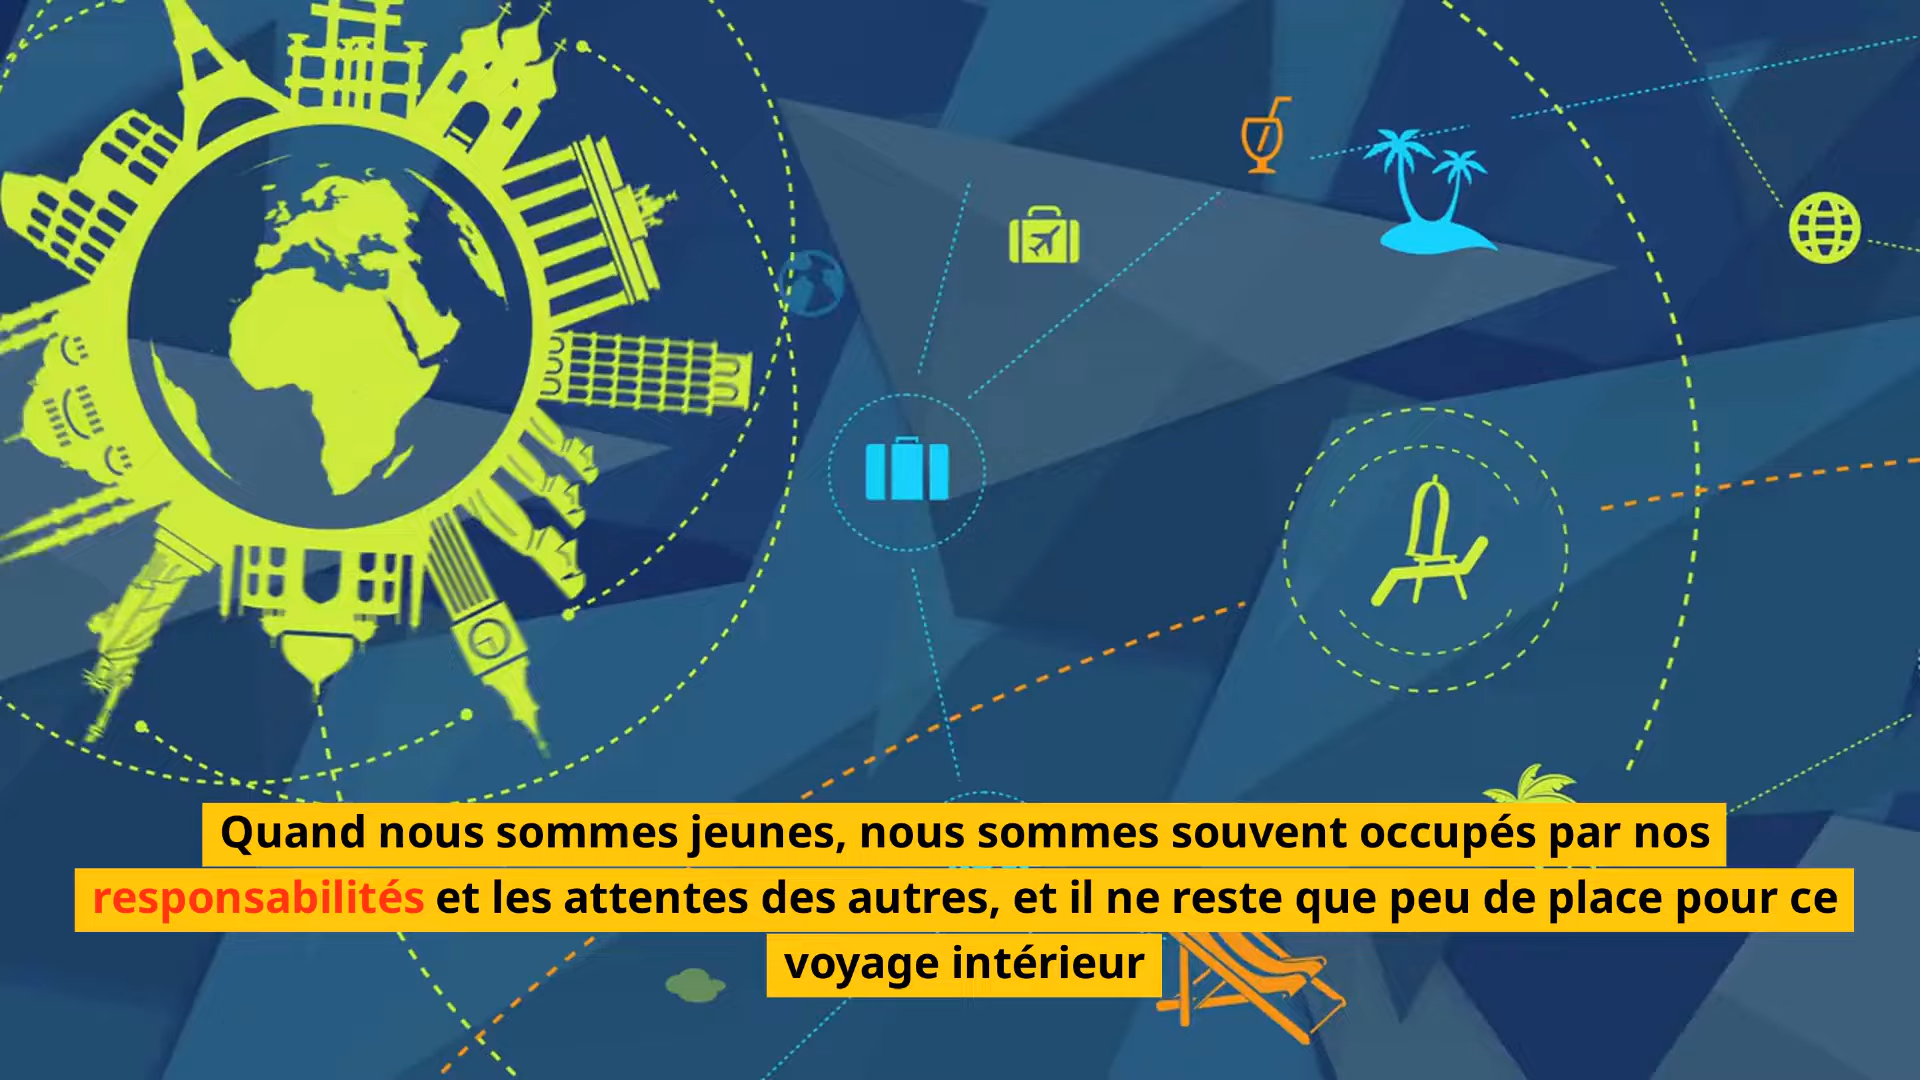 Quand nous sommes jeunes, nous sommes souvent occupés par nos
responsabilités et les attentes des autres, et il ne reste que peu de place pour ce
voyage intérieur